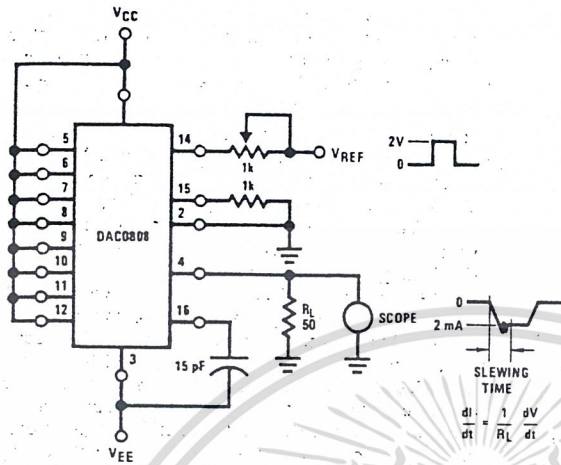 VCC
5
6
7
8
9
10
11
12
DAC0808
14
1k
VREF
15
1k
2
4
16
15 pF
RL
50
SCOPE
3
VEE
2V
0
0
2 mA
SLEWING
TIME
dI/dt = 1/RL dV/dt